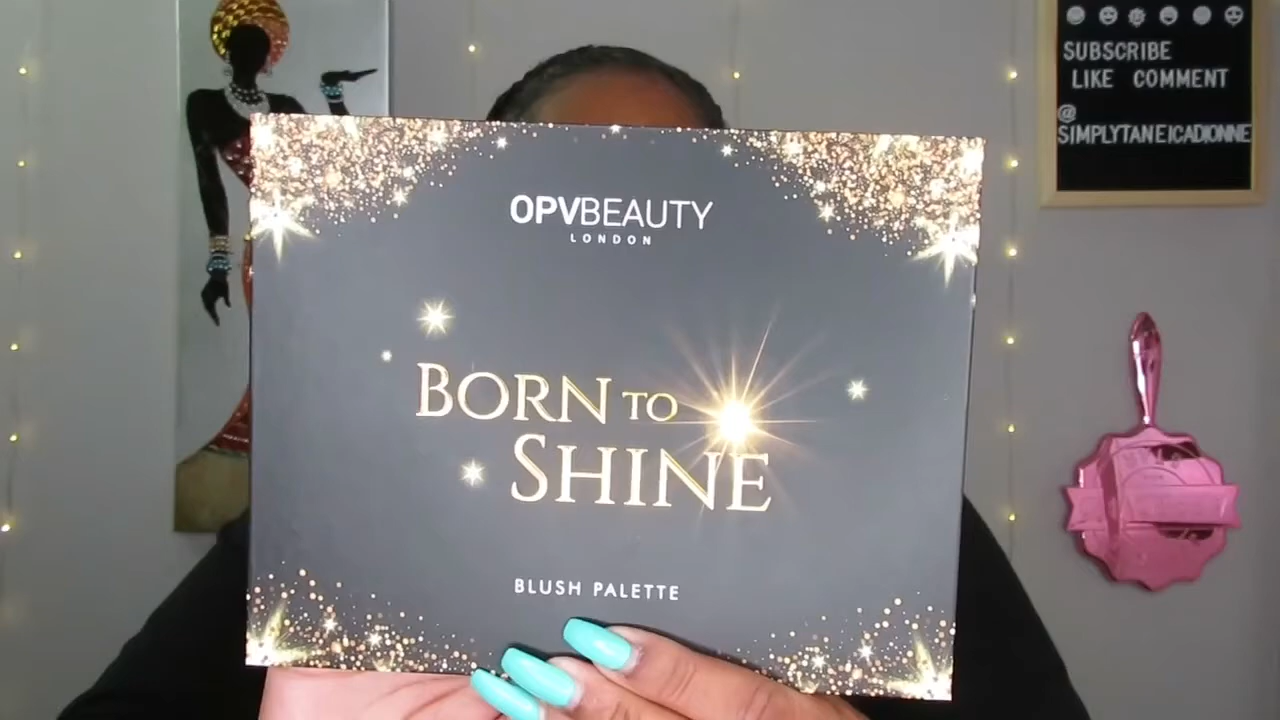 SUBSCRIBE
LIKE COMMENT
@
SIMPLYTANEICADIONNE
OPVBEAUTY
LONDON
BORN TO
SHINE
BLUSH PALETTE